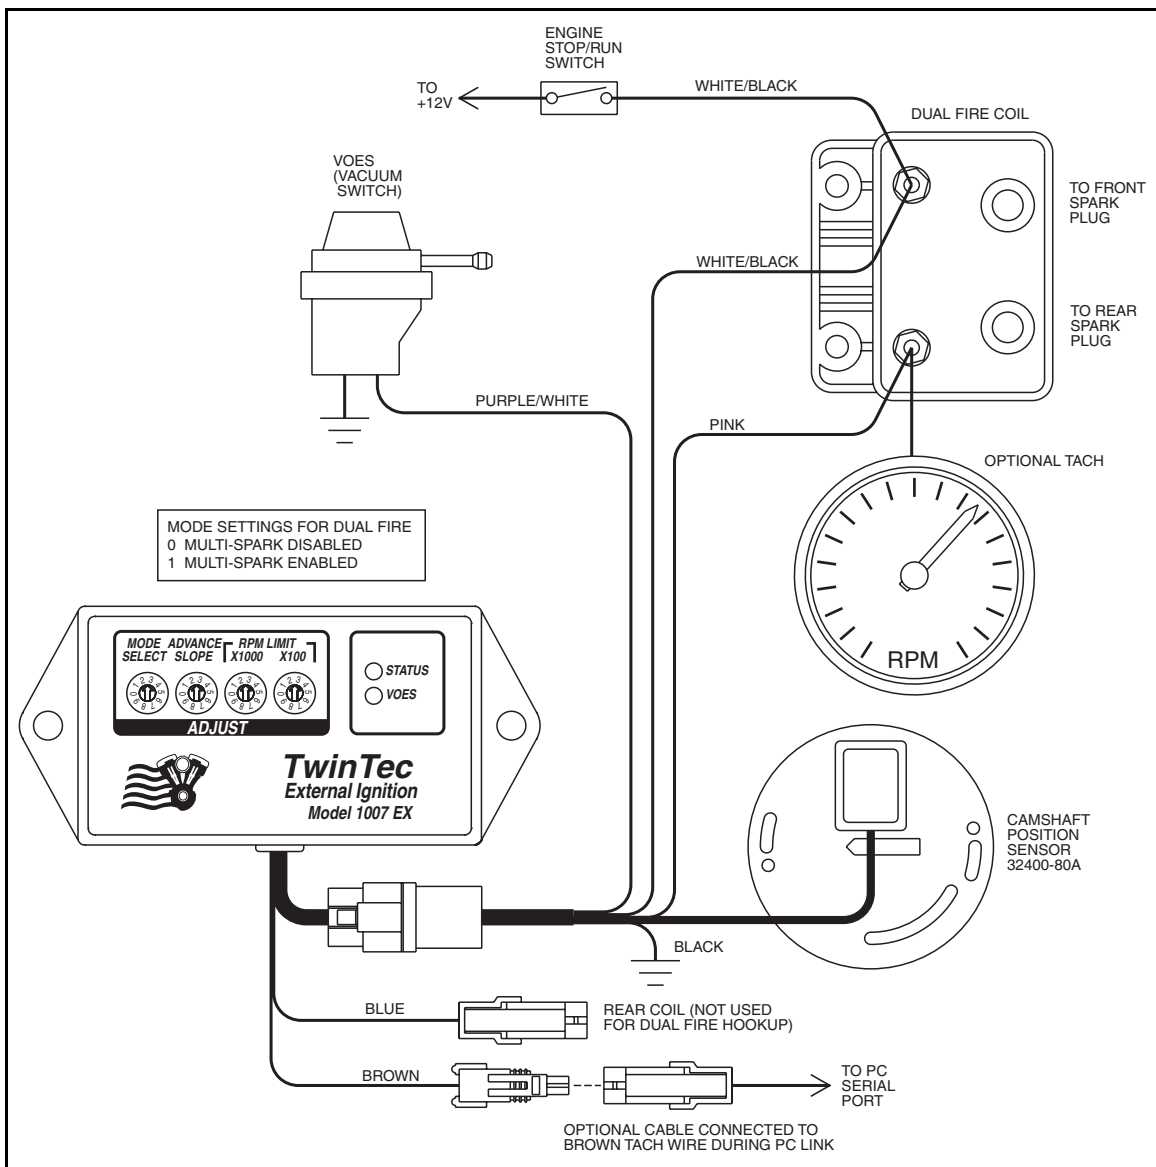 ENGINE
STOP/RUN
SWITCH
TO
+12V
WHITE/BLACK
DUAL FIRE COIL
VOES
(VACUUM
SWITCH)
TO FRONT
SPARK
PLUG
WHITE/BLACK
TO REAR
SPARK
PLUG
PURPLE/WHITE
PINK
OPTIONAL TACH
MODE SETTINGS FOR DUAL FIRE
0 MULTI-SPARK DISABLED
1 MULTI-SPARK ENABLED
RPM
MODE SELECT
ADVANCE SLOPE
RPM LIMIT
X1000 X100
STATUS
VOES
ADJUST
TwinTec
External Ignition
Model 1007 EX
CAMSHAFT
POSITION
SENSOR
32400-80A
BLACK
BLUE
REAR COIL (NOT USED
FOR DUAL FIRE HOOKUP)
BROWN
TO PC
SERIAL
PORT
OPTIONAL CABLE CONNECTED TO
BROWN TACH WIRE DURING PC LINK